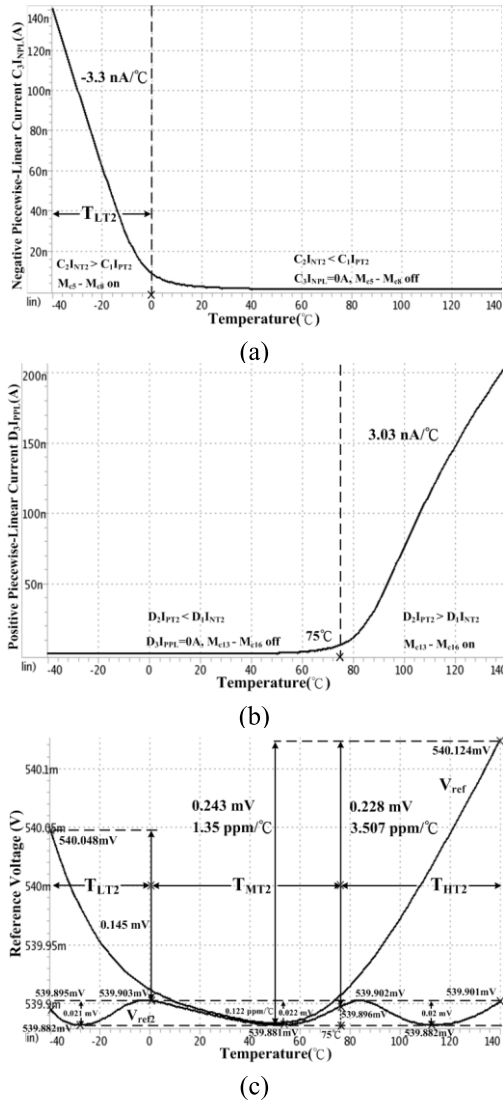 Negative Piecewise-Linear Current C3INPL(A)
140n
120n
100n
80n
40n
20n
-3.3 nA/℃
TLT2
C2INT2 > C1IPT2
Mc5 - Mc8 on
C2INT2 < C1IPT2
C3INPL=0A, Mc5 - Mc8 off
lin) -40 -20 0 20 40 60 80 100 120 140
Temperature(℃)
(a)
Positive Piecewise-Linear Current D3IPPL(A)
200n
150n
100n
50n
3.03 nA/℃
D2IPT2 < D1INT2
D3IPPL=0A, Mc13 - Mc16 off
75℃
D2IPT2 > D1INT2
Mc13 - Mc16 on
lin) -40 -20 0 20 40 60 80 100 120 140
Temperature(℃)
(b)
Reference Voltage (V)
540.1m
540.05m
540m
539.95m
539.9m
540.124mV
Vref
0.243 mV
1.35 ppm/℃
0.228 mV
3.507 ppm/℃
540.048mV
TLT2
TMT2
THT2
0.145 mV
539.895mV
539.903mV
539.902mV
539.901mV
0.021 mV
Vref2
0.122 ppm/℃
0.022 mV
539.896mV
0.02 mV
539.882mV
539.881mV
75℃
539.882mV
in) -40 -20 0 20 40 60 80 100 120 140
Temperature(℃)
(c)